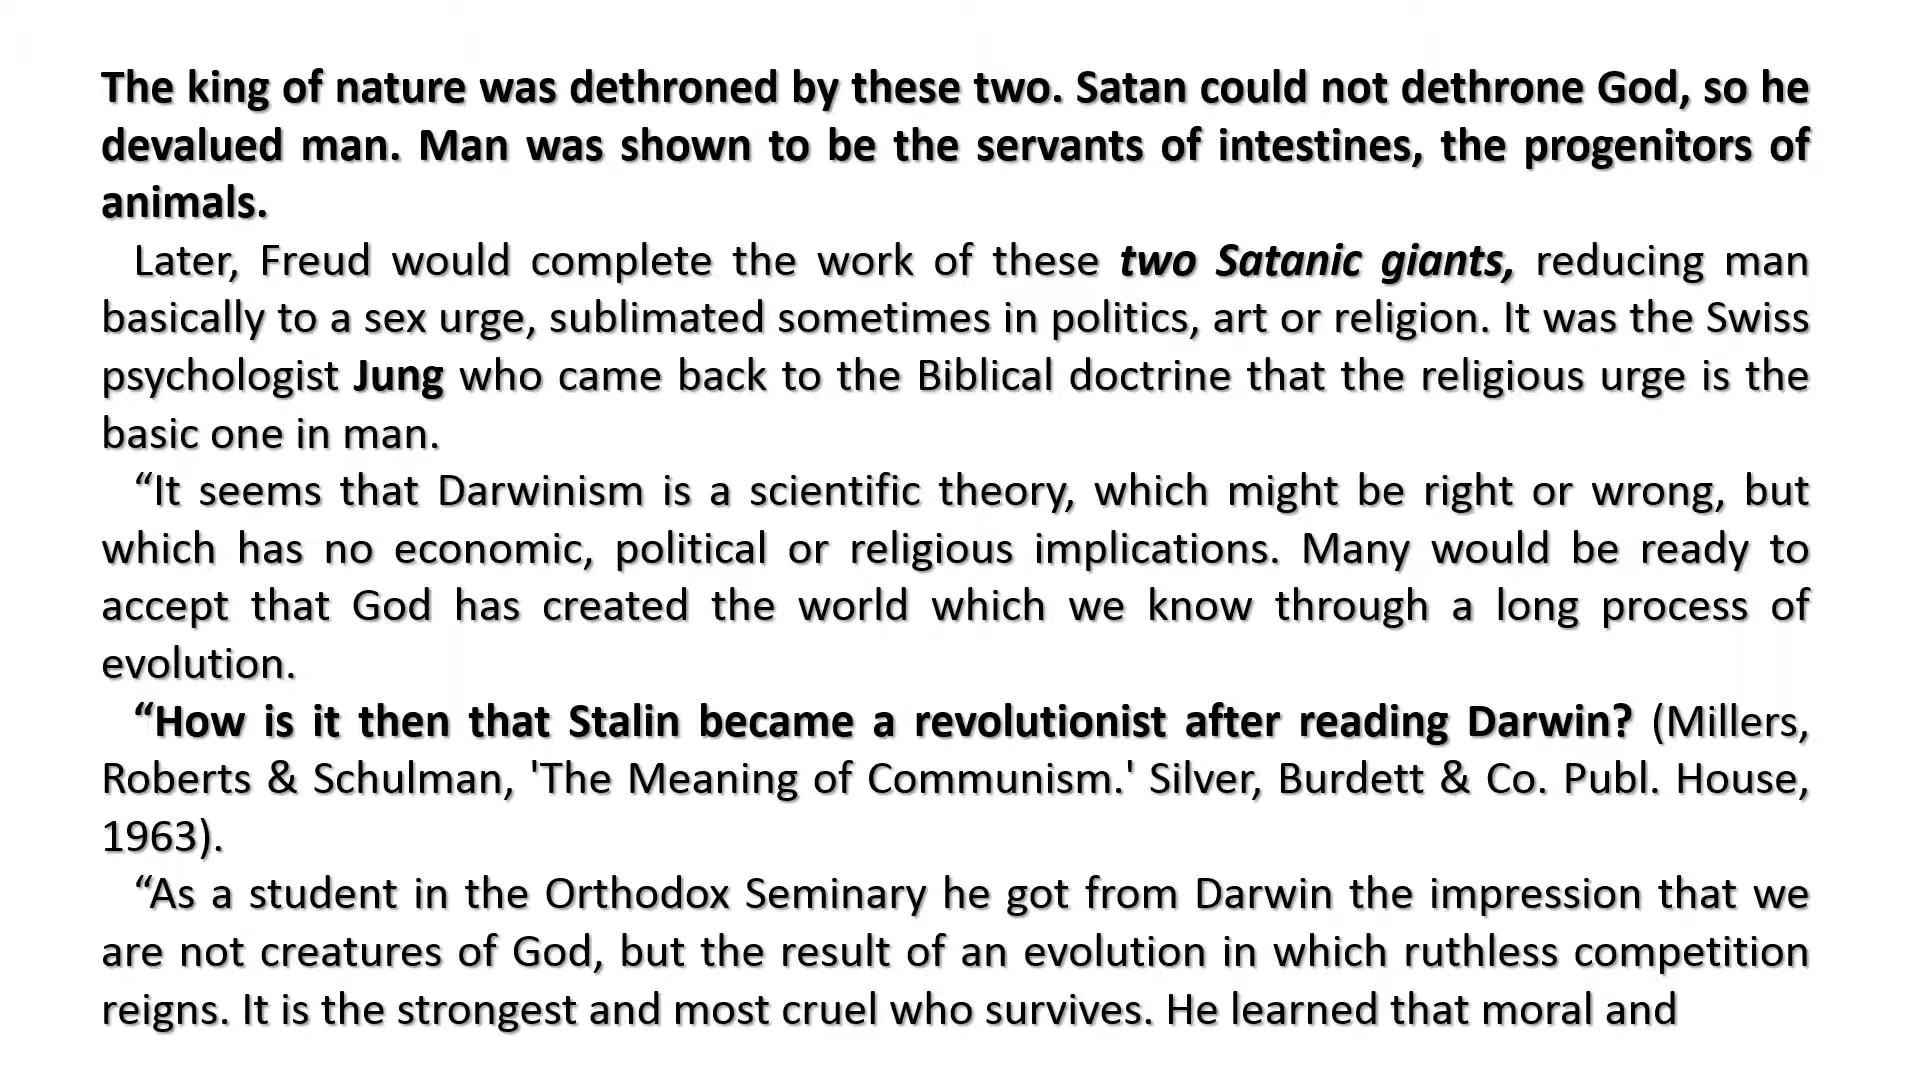 The king of nature was dethroned by these two. Satan could not dethrone God, so he
devalued man. Man was shown to be the servants of intestines, the progenitors of
animals.
Later, Freud would complete the work of these two Satanic giants, reducing man
basically to a sex urge, sublimated sometimes in politics, art or religion. It was the Swiss
psychologist Jung who came back to the Biblical doctrine that the religious urge is the
basic one in man.
“It seems that Darwinism is a scientific theory, which might be right or wrong, but
which has no economic, political or religious implications. Many would be ready to
accept that God has created the world which we know through a long process of
evolution.
“How is it then that Stalin became a revolutionist after reading Darwin? (Millers,
Roberts & Schulman, 'The Meaning of Communism.' Silver, Burdett & Co. Publ. House,
1963).
“As a student in the Orthodox Seminary he got from Darwin the impression that we
are not creatures of God, but the result of an evolution in which ruthless competition
reigns. It is the strongest and most cruel who survives. He learned that moral and